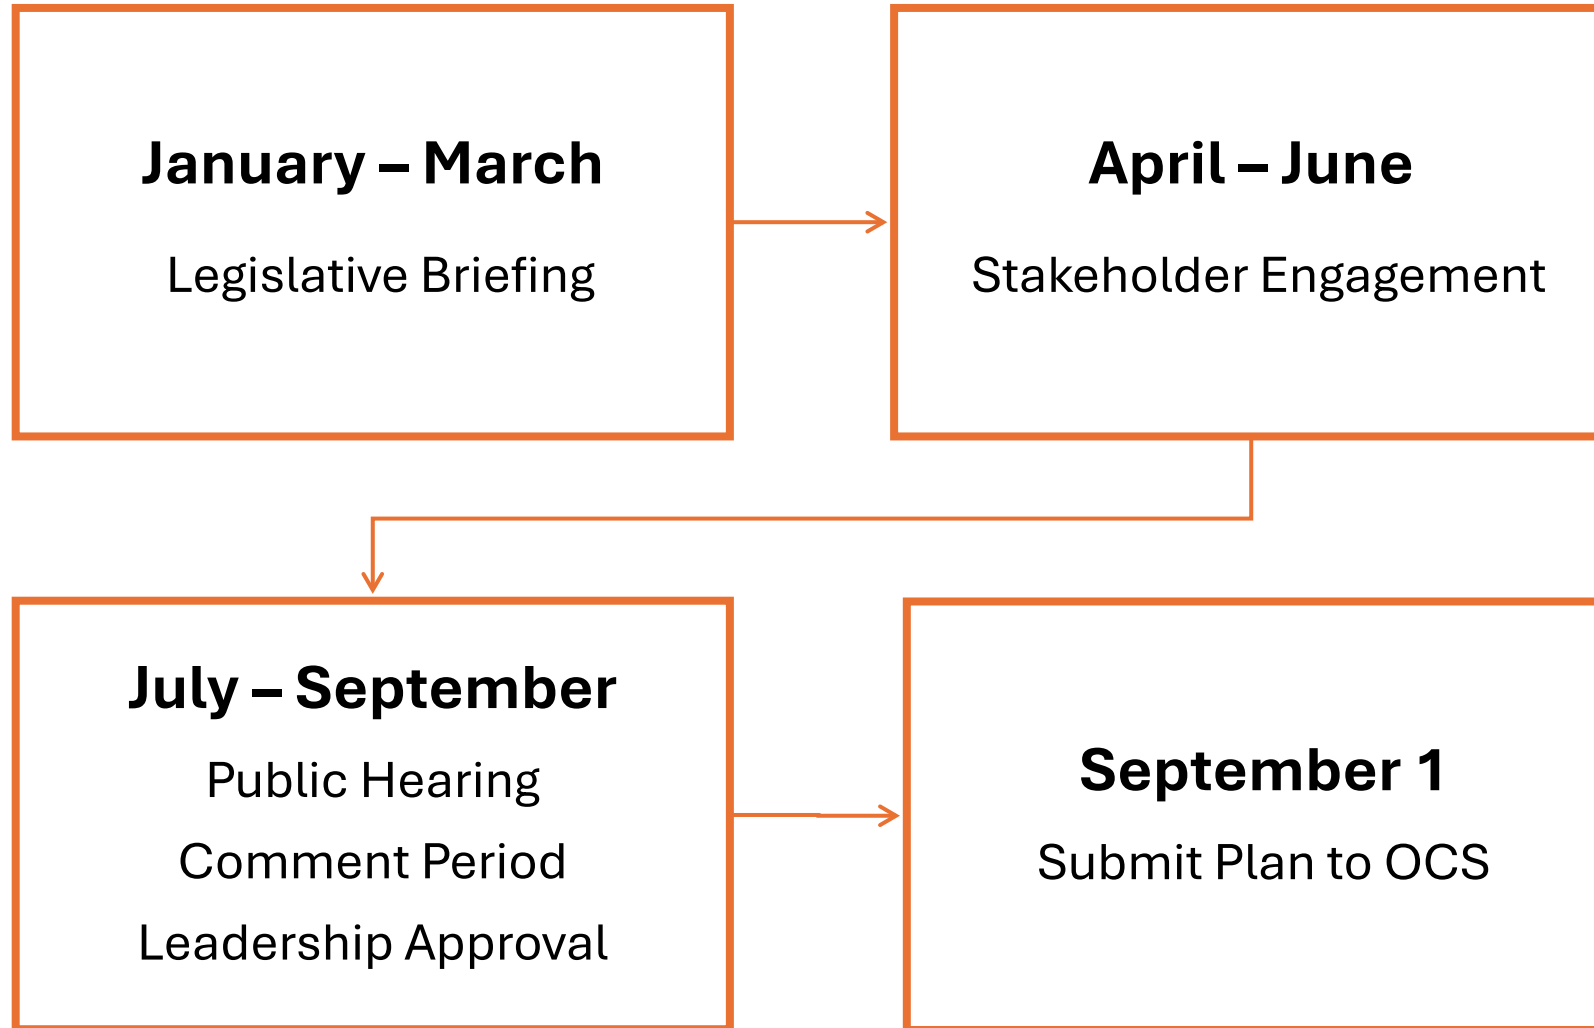 January – March
Legislative Briefing
April – June
Stakeholder Engagement
July – September
Public Hearing
Comment Period
Leadership Approval
September 1
Submit Plan to OCS